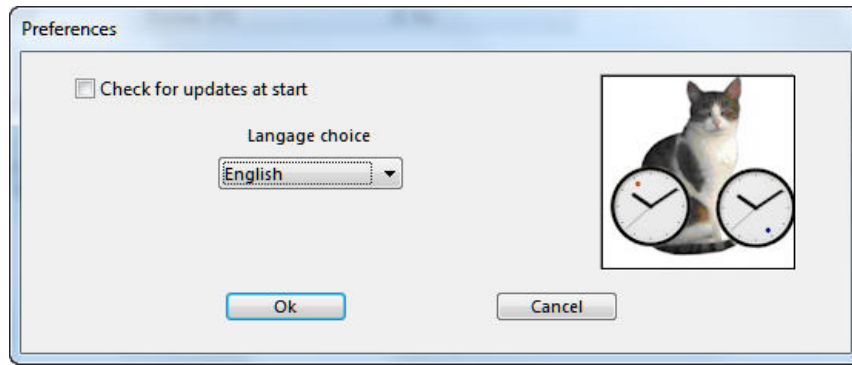 Preferences
Check for updates at start
Langage choice
English
Ok
Cancel